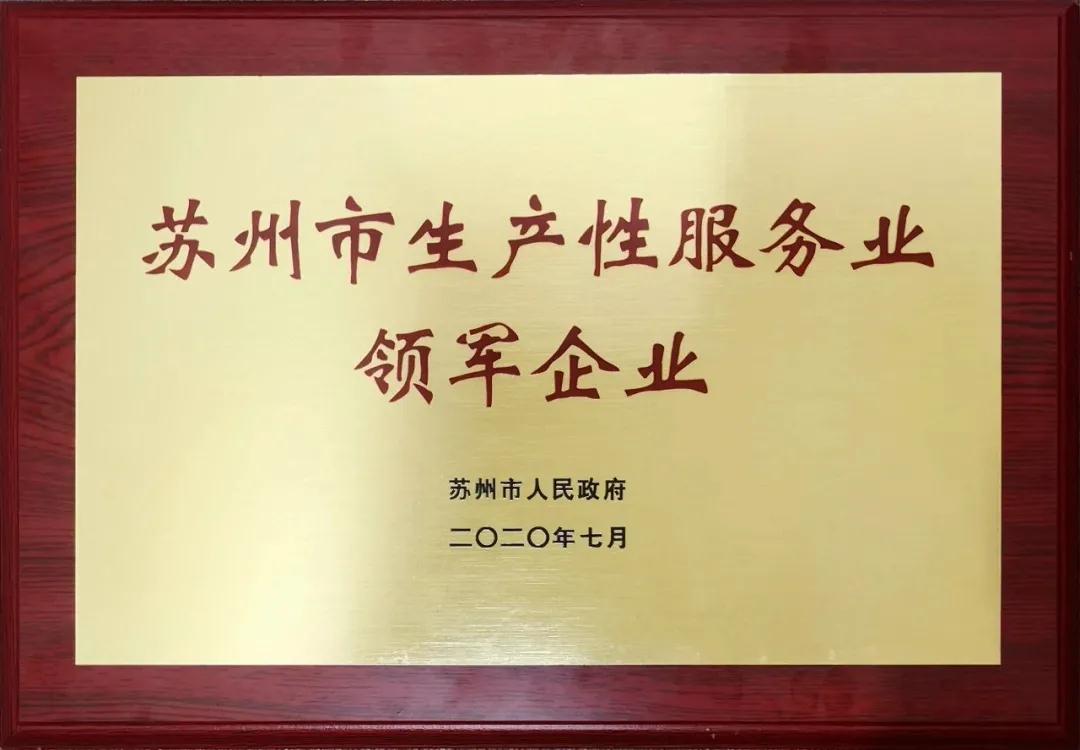 苏州市生产性服务业
领军企业
苏州市人民政府
二〇二〇年七月